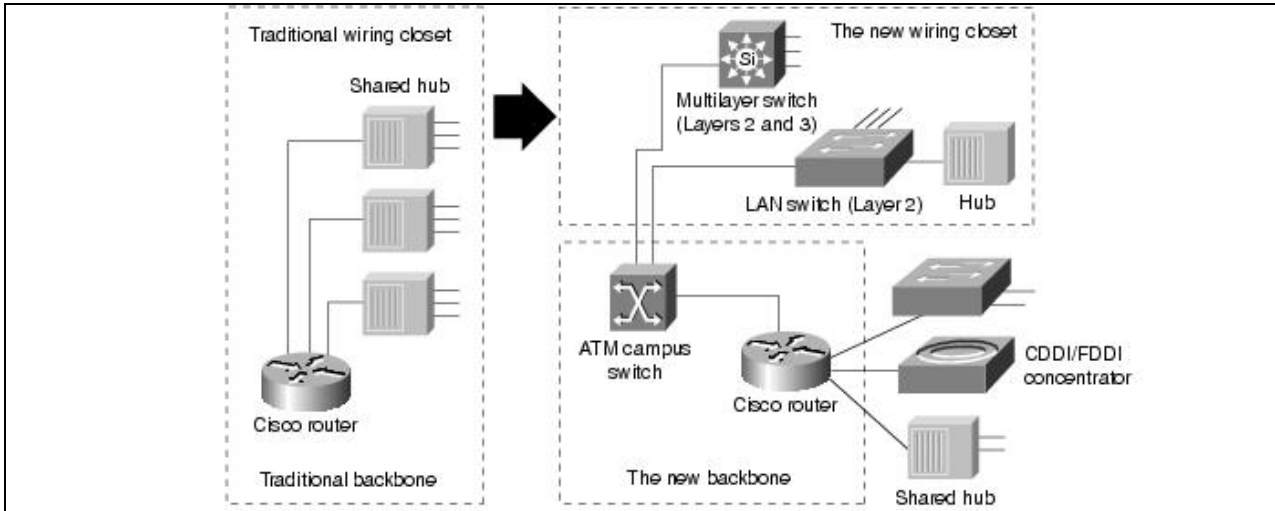 Traditional wiring closet
Shared hub
Cisco router
Traditional backbone
The new wiring closet
Si
Multilayer switch
(Layers 2 and 3)
LAN switch (Layer 2)
Hub
ATM campus
switch
Cisco router
The new backbone
CDDI/FDDI
concentrator
Shared hub